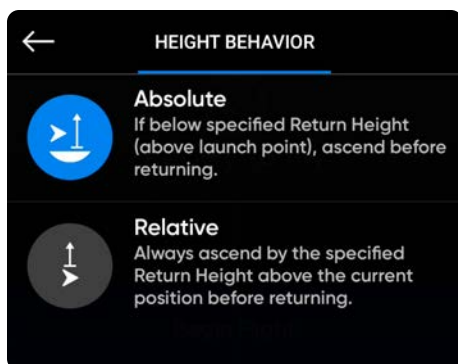 HEIGHT BEHAVIOR
Absolute
If below specified Return Height
(above launch point), ascend before
returning.
Relative
Always ascend by the specified
Return Height above the current
position before returning.